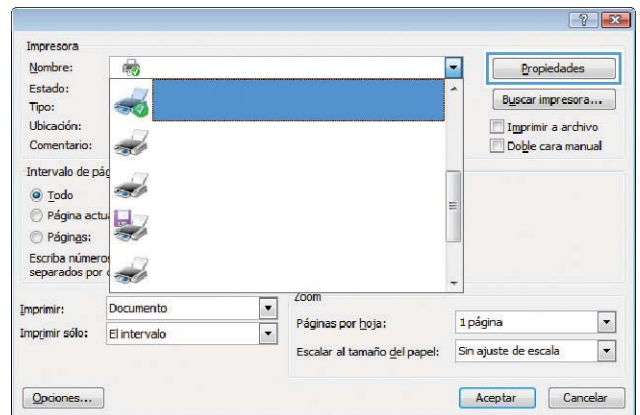 Impresora
Nombre:
Propiedades
Estado:
Tipo:
Buscar impresora...
Ubicación:
Imprimir a archivo
Comentario:
Doble cara manual
Intervalo de pág
Todo
Página actu
Páginas:
Escriba números
separados por
Imprimir: Documento
Imprimir sólo: El intervalo
Zoom
Páginas por hoja: 1 página
Escalar al tamaño del papel: Sin ajuste de escala
Opciones...
Aceptar
Cancelar